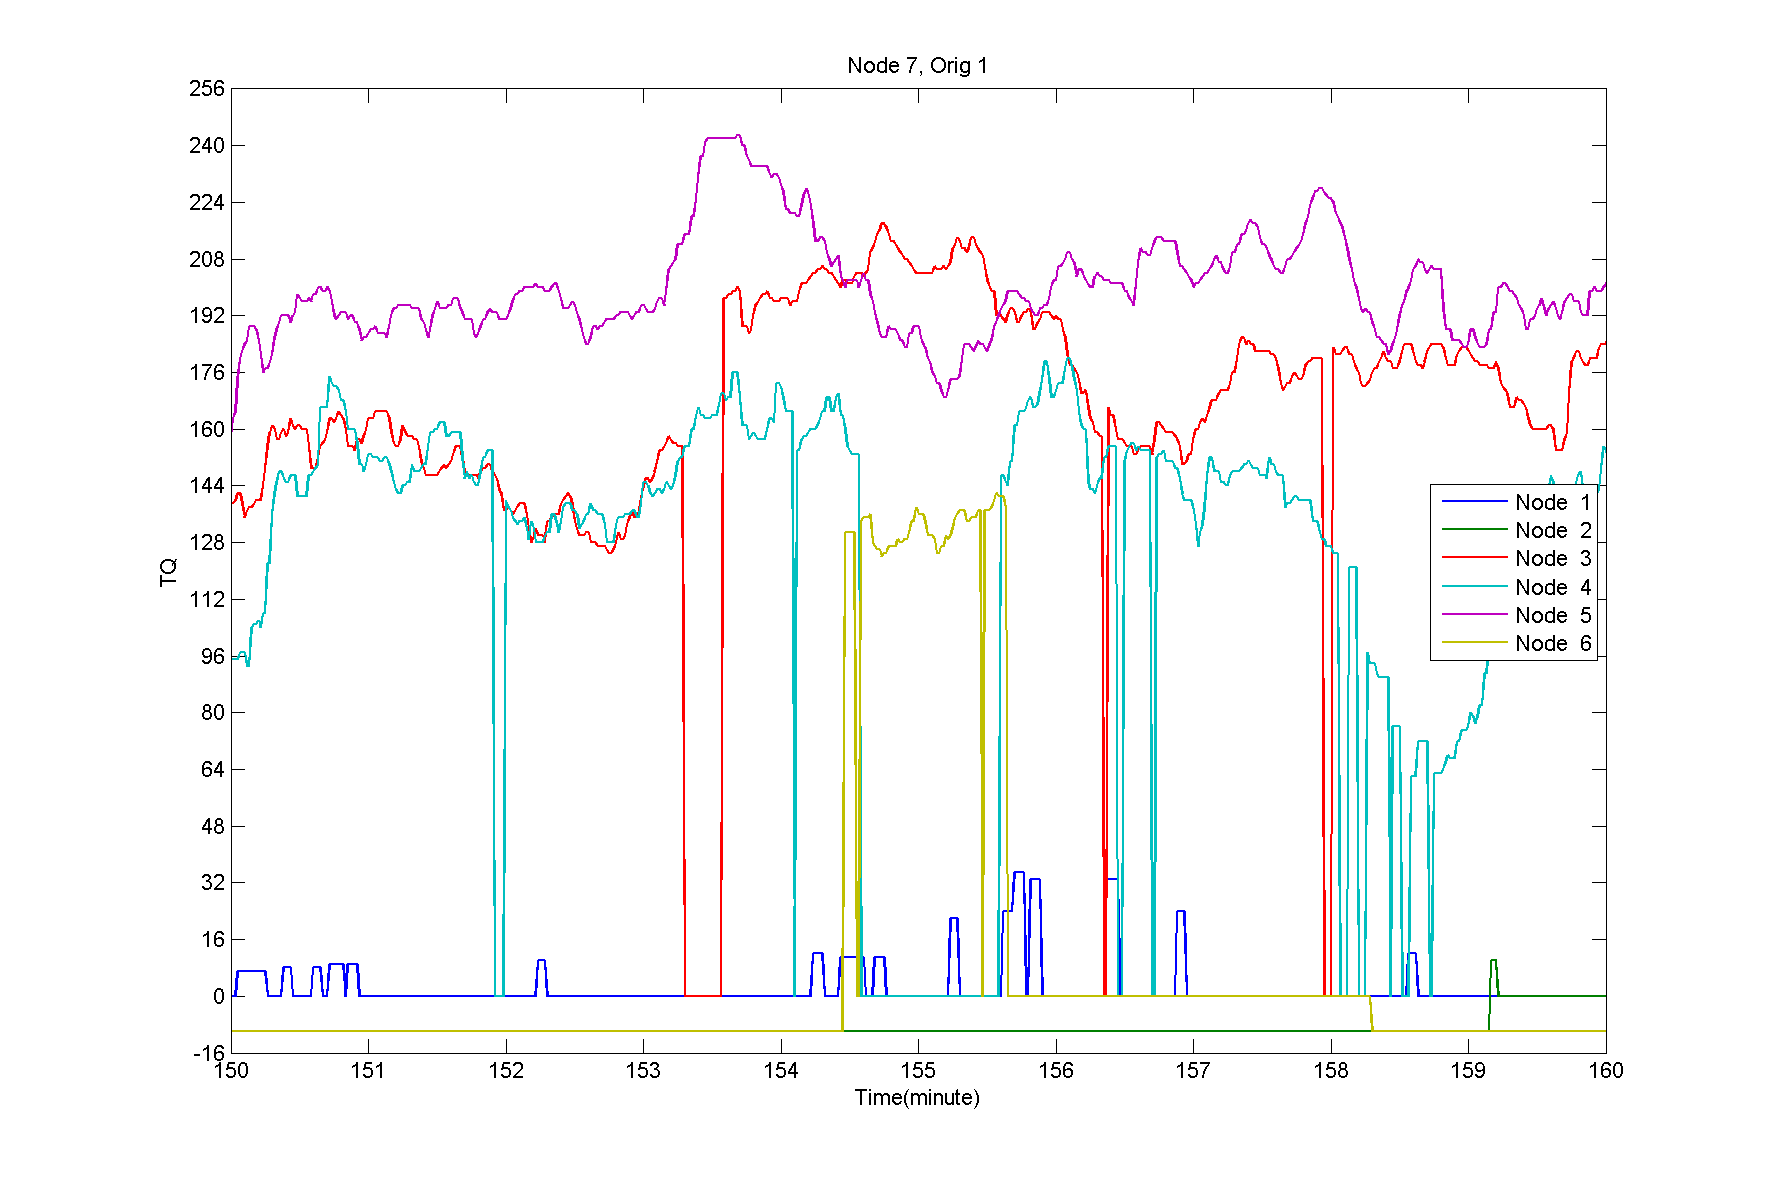 Node 7, Orig 1
256
240
224
208
192
176
160
144
128
112
96
80
64
48
32
16
0
-16
TQ
Node 1
Node 2
Node 3
Node 4
Node 5
Node 6
150 151 152 153 154 155 156 157 158 159 160
Time(minute)